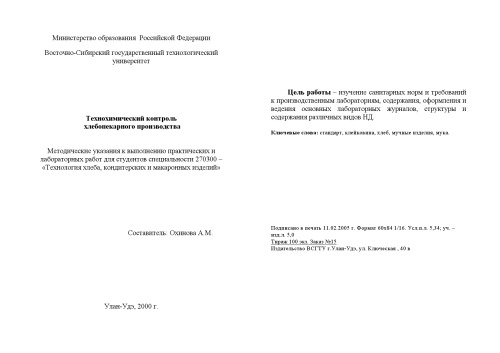 Министерство образования Российской Федерации
Восточно-Сибирский государственный технологический
университет
Технохимический контроль
хлебопекарного производства
Методические указания к выполнению практических и
лабораторных работ для студентов специальности 270300 –
«Технология хлеба, кондитерских и макаронных изделий»
Составитель: Охинова А.М.
Улан-Удэ, 2000 г.
Цель работы – изучение санитарных норм и требований
к производственным лабораториям, содержания, оформления и
ведения основных лабораторных журналов, структуры и
содержания различных видов НД.
Ключевые слова: стандарт, клейковина, хлеб, мучные изделия, мука.
Подписано в печать 11.02.2005 г. Формат 60х84 1/16. Усл.п.л. 5,34; уч. –
изд.л. 5,0
Тираж 100 экз. Заказ №15
Издательство ВСГТУ г.Улан-Удэ, ул. Ключевская , 40 в